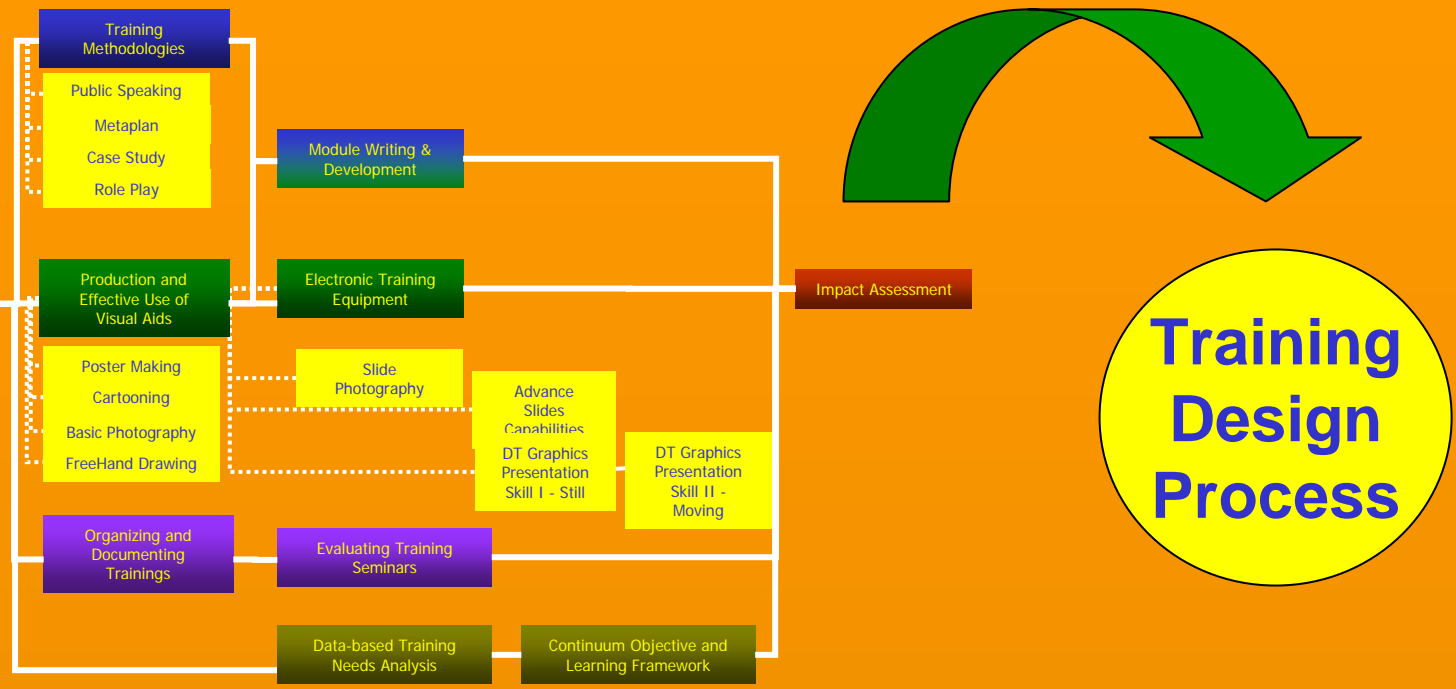 Training
Methodologies
Public Speaking
Metaplan
Case Study
Role Play
Module Writing &
Development
Production and
Effective Use of
Visual Aids
Electronic Training
Equipment
Impact Assessment
Poster Making
Cartooning
Basic Photography
FreeHand Drawing
Slide
Photography
Advance
Slides
Capabilities
DT Graphics
Presentation
Skill I - Still
DT Graphics
Presentation
Skill II -
Moving
Organizing and
Documenting
Trainings
Evaluating Training
Seminars
Data-based Training
Needs Analysis
Continuum Objective and
Learning Framework
Training
Design
Process